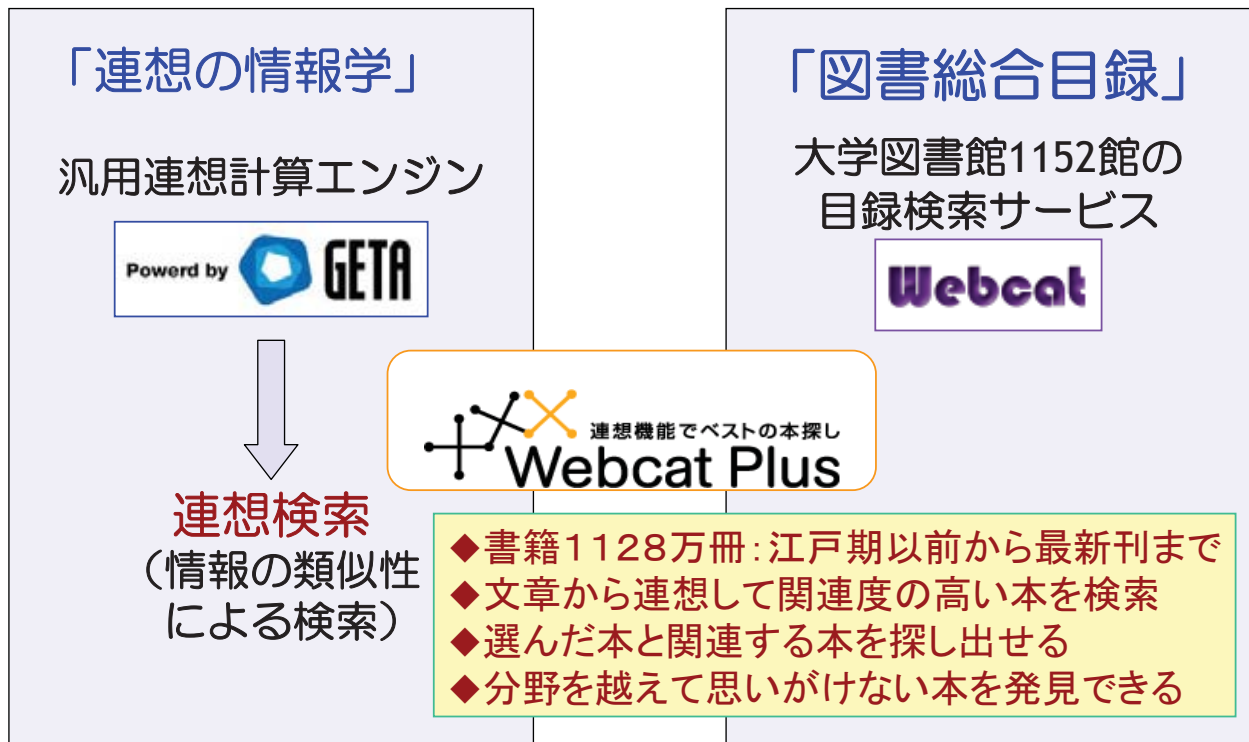 「連想の情報学」
汎用連想計算エンジン
Powerd by GETA
連想検索
（情報の類似性
による検索）
「図書総合目録」
大学図書館1152館の
目録検索サービス
Webcat
連想機能でベストの本探し
Webcat Plus
◆書籍１１２８万冊：江戸期以前から最新刊まで
◆文章から連想して関連度の高い本を検索
◆選んだ本と関連する本を探し出せる
◆分野を越えて思いがけない本を発見できる